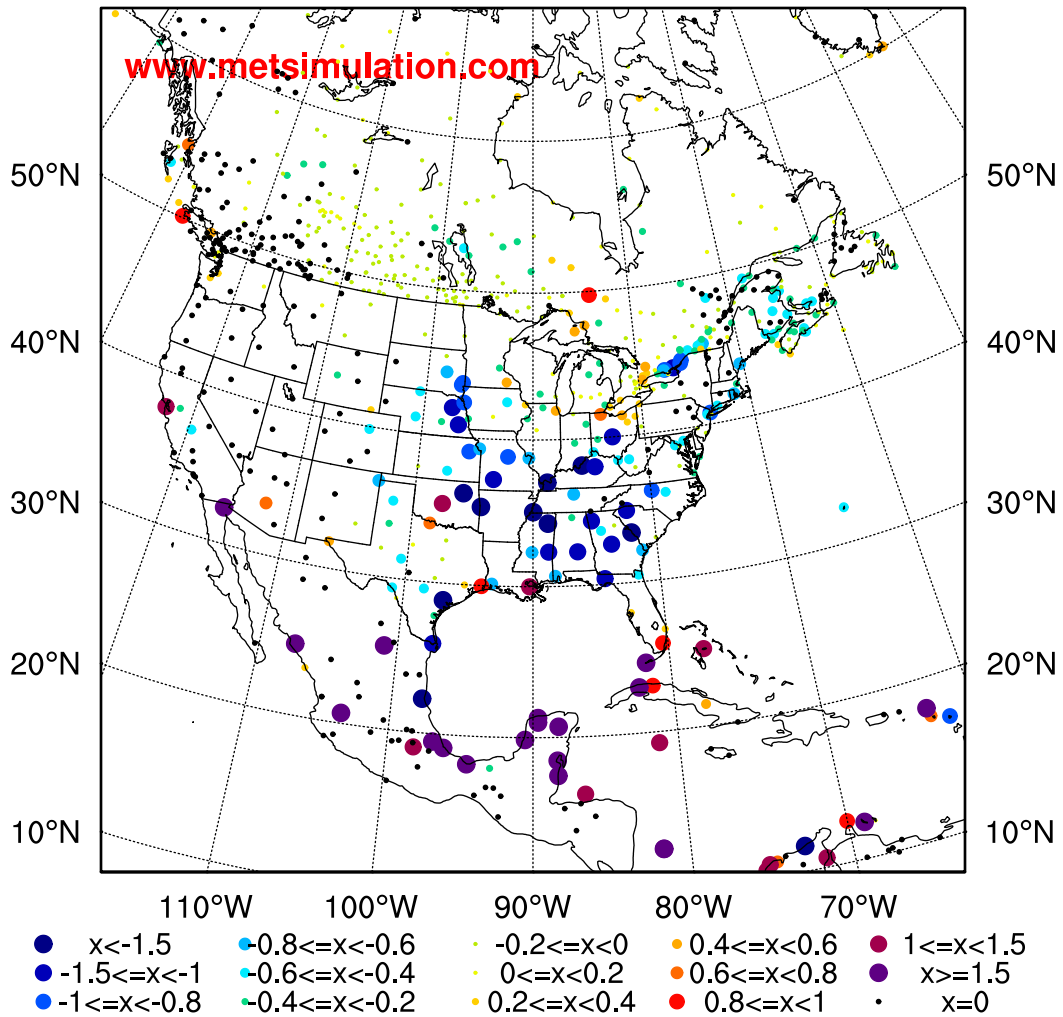 www.metsimulation.com
50°N 50°N
40°N 40°N
30°N 30°N
20°N 20°N
10°N 10°N
110°W 100°W 90°W 80°W 70°W
x<-1.5 -0.8<=x<-0.6 -0.2<=x<0 0.4<=x<0.6 1<=x<1.5
-1.5<=x<-1 -0.6<=x<-0.4 0<=x<0.2 0.6<=x<0.8 x>=1.5
-1<=x<-0.8 -0.4<=x<-0.2 0.2<=x<0.4 0.8<=x<1 x=0